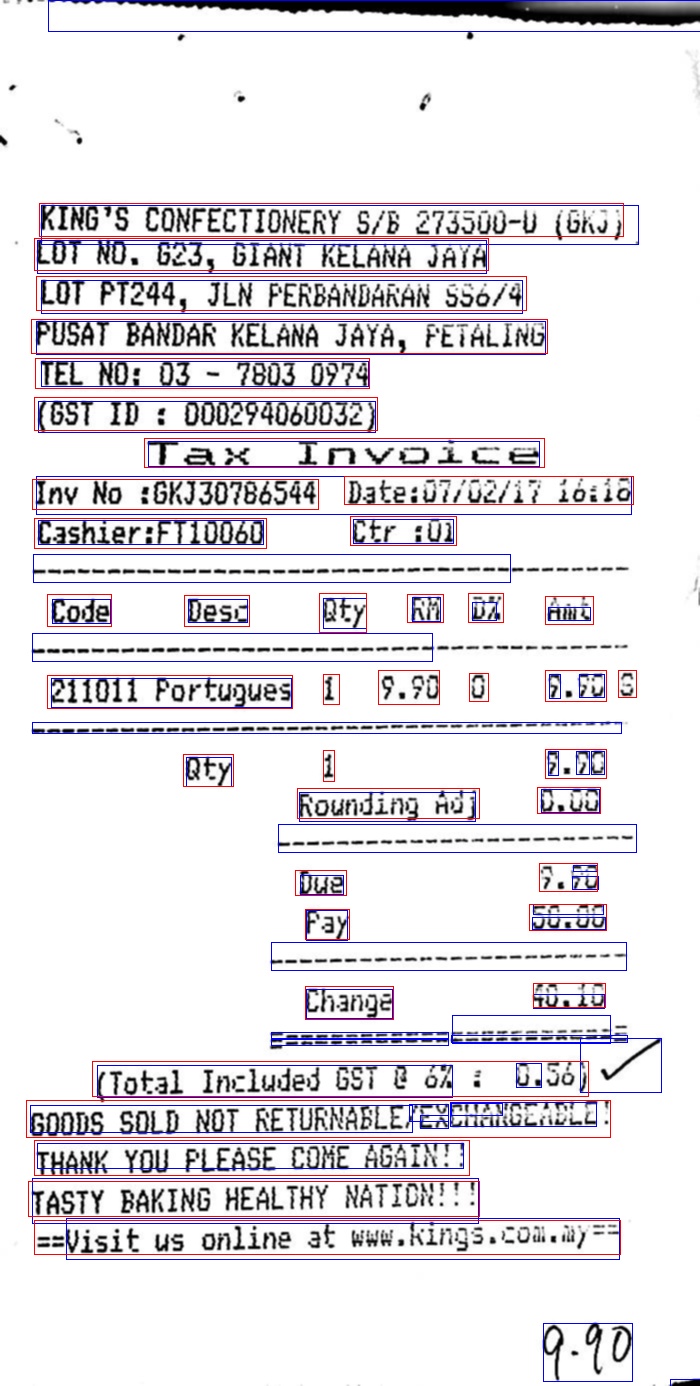 KING'S CONFECTIONERY S/B 273500-U (GKJ)
LOT NO. G23, GIANT KELANA JAYA
LOT PT244, JLN PERBANDARAN SS6/4
PUSAT BANDAR KELANA JAYA, PETALING
TEL NO: 03 - 7803 0974
(GST ID : 000294060032)
Tax Invoice
Inv No :GKJ30786544 Date:07/02/17 16:18
Cashier:FT10060 Ctr :01
Code Desc Qty RM D% Amt
211011 Portugues 1 9.90 0 9.90 S
Qty 1 9.90
Rounding Adj 0.00
Due 9.90
Pay 50.00
Change 40.10
(Total Included GST @ 6% : 0.56)
GOODS SOLD NOT RETURNABLE/EXCHANGEABLE!
THANK YOU PLEASE COME AGAIN!!
TASTY BAKING HEALTHY NATION!!!
==Visit us online at www.kings.com.my==
9.90